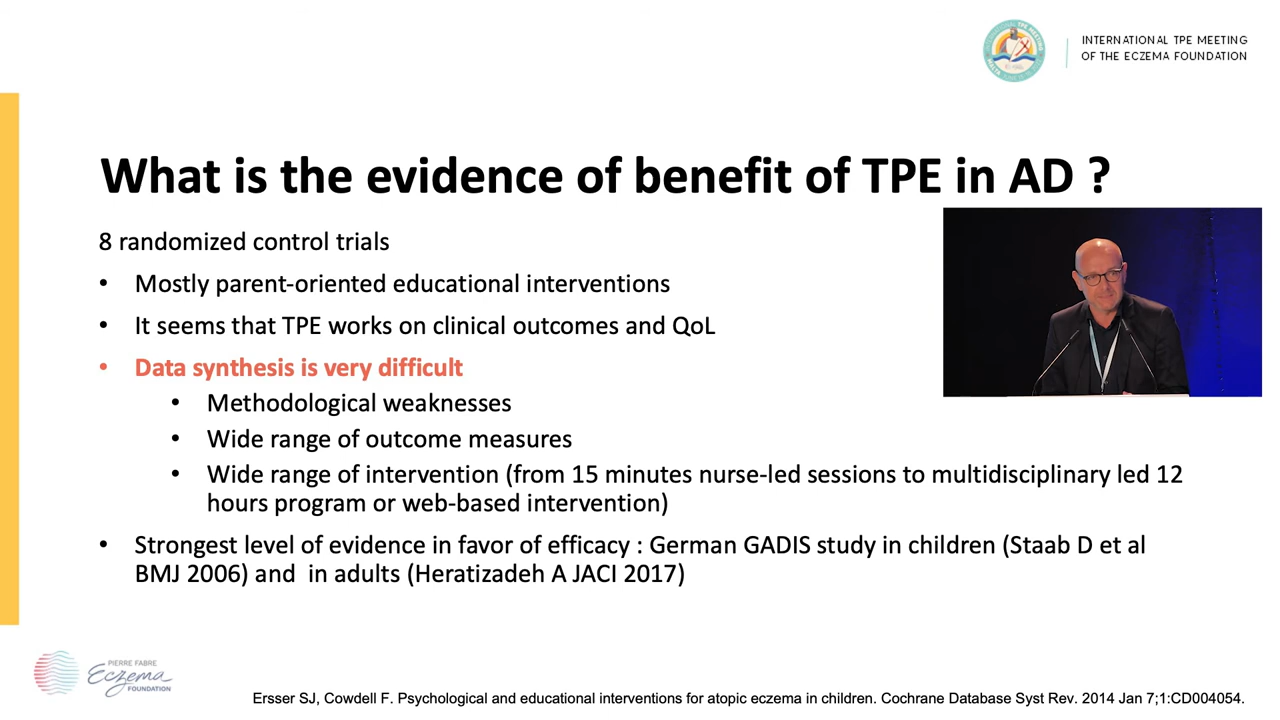 INTERNATIONAL TPE MEETING
OF THE ECZEMA FOUNDATION
What is the evidence of benefit of TPE in AD ?
8 randomized control trials
• Mostly parent-oriented educational interventions
• It seems that TPE works on clinical outcomes and QoL
• Data synthesis is very difficult
• Methodological weaknesses
• Wide range of outcome measures
• Wide range of intervention (from 15 minutes nurse-led sessions to multidisciplinary led 12
hours program or web-based intervention)
• Strongest level of evidence in favor of efficacy : German GADIS study in children (Staab D et al
BMJ 2006) and in adults (Heratizadeh A JACI 2017)
PIERRE FABRE
Eczema
FOUNDATION
Ersser SJ, Cowdell F. Psychological and educational interventions for atopic eczema in children. Cochrane Database Syst Rev. 2014 Jan 7;1:CD004054.